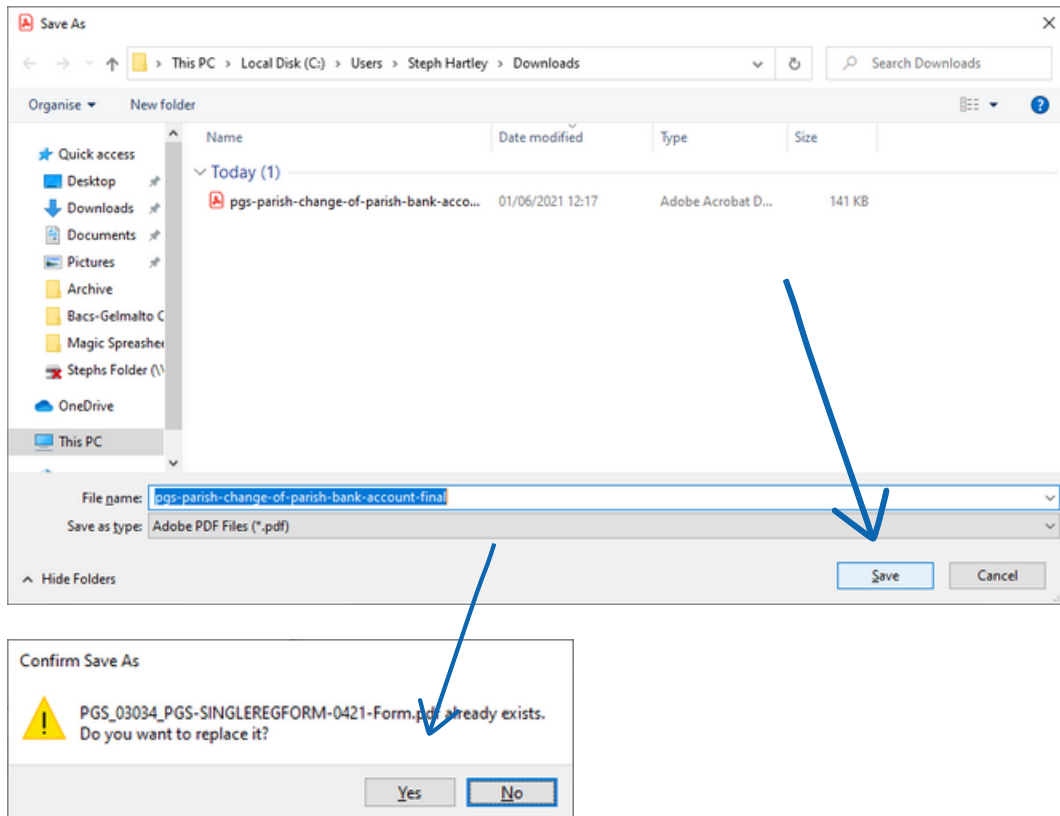 Save As
This PC > Local Disk (C:) > Users > Steph Hartley > Downloads
Search Downloads
Organise New folder
Name Date modified Type Size
Quick access
Desktop
Downloads
Documents
Pictures
Archive
Bacs-Gelmalto C
Magic Spreashee
Stephs Folder (\\
OneDrive
This PC
Today (1)
pgs-parish-change-of-parish-bank-acco... 01/06/2021 12:17 Adobe Acrobat D... 141 KB
File name: pgs-parish-change-of-parish-bank-account-final
Save as type: Adobe PDF Files (*.pdf)
Hide Folders Save Cancel
Confirm Save As
PGS_03034_PGS-SINGLEREGFORM-0421-Form.pdf already exists.
Do you want to replace it?
Yes No